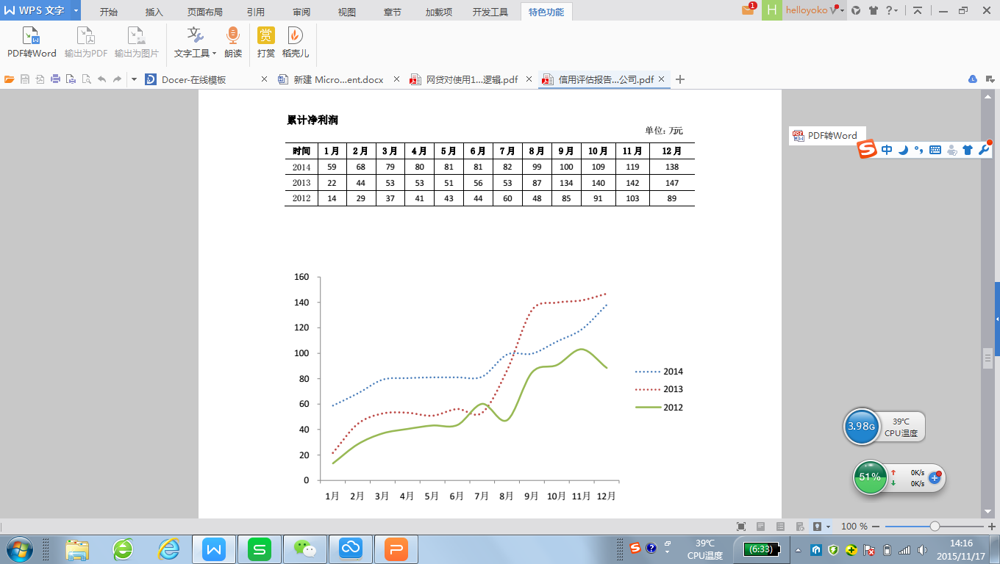 WPS 文字
开始 插入 页面布局 引用 审阅 视图 章节 加载项 开发工具 特色功能
1 H helloyoko
PDF转Word 输出为PDF 输出为图片 文字工具 朗读 赏 打赏 稻壳儿
Docer-在线模板 新建 Micro...ent.docx 网贷对使用1...逻辑.pdf 信用评估报告...公司.pdf
累计净利润
单位：万元
PDF转Word
中
时间 1月 2月 3月 4月 5月 6月 7月 8月 9月 10月 11月 12月
2014 59 68 79 80 81 81 82 99 100 109 119 138
2013 22 44 53 53 51 56 53 87 134 140 142 147
2012 14 29 37 41 43 44 60 48 85 91 103 89
160
140
120
100
80
60
40
20
0
1月 2月 3月 4月 5月 6月 7月 8月 9月 10月 11月 12月
2014
2013
2012
3.98G 39℃
CPU温度
51% 0K/s
0K/s
100 %
39℃
CPU温度
(6:33)
14:16
2015/11/17